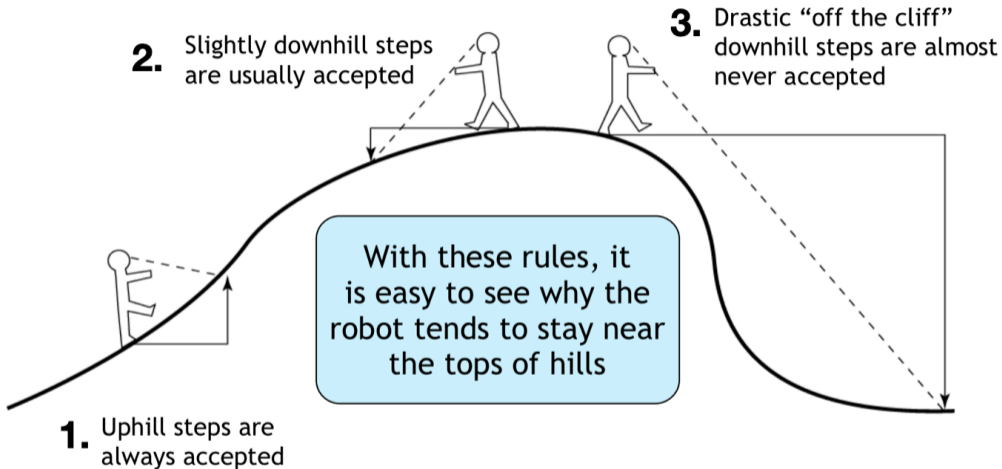 1. Uphill steps are
always accepted
2. Slightly downhill steps
are usually accepted
3. Drastic “off the cliff”
downhill steps are almost
never accepted
With these rules, it
is easy to see why the
robot tends to stay near
the tops of hills